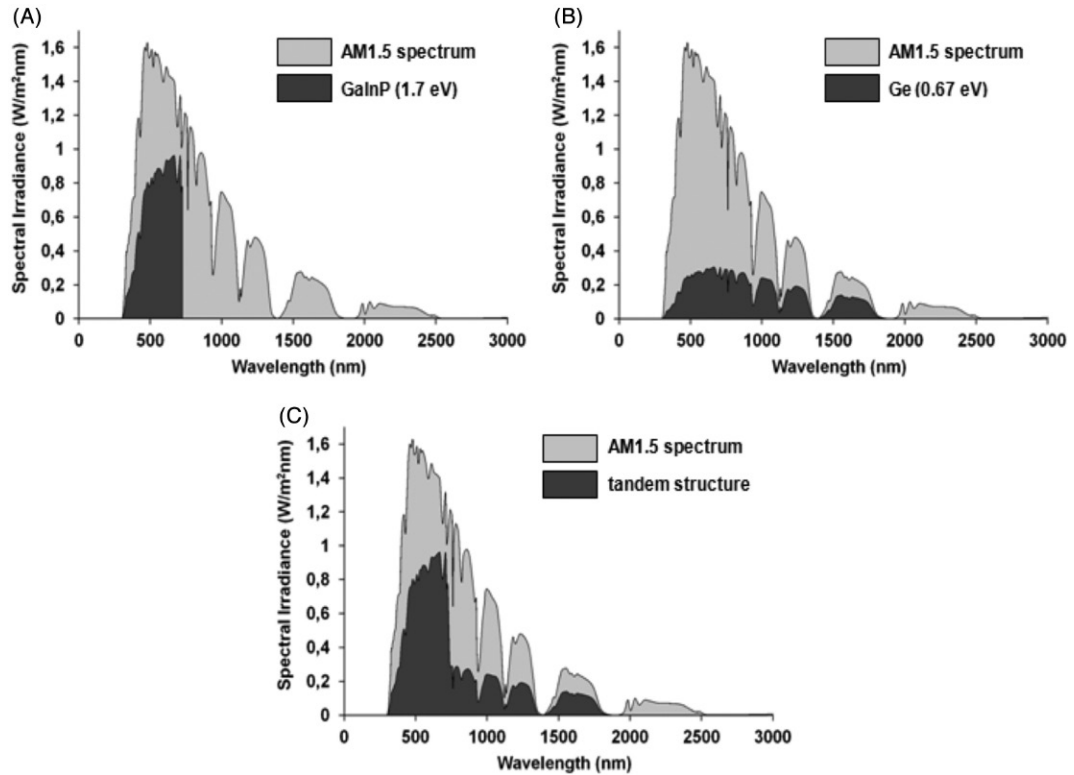 (A)
Spectral Irradiance (W/m²nm)
1,6
1,4
1,2
1
0,8
0,6
0,4
0,2
0
AM1.5 spectrum
GaInP (1.7 eV)
0 500 1000 1500 2000 2500 3000
Wavelength (nm)
(B)
Spectral Irradiance (W/m²nm)
1,6
1,4
1,2
1
0,8
0,6
0,4
0,2
0
AM1.5 spectrum
Ge (0.67 eV)
0 500 1000 1500 2000 2500 3000
Wavelength (nm)
(C)
Spectral Irradiance (W/m²nm)
1,6
1,4
1,2
1
0,8
0,6
0,4
0,2
0
AM1.5 spectrum
tandem structure
0 500 1000 1500 2000 2500 3000
Wavelength (nm)